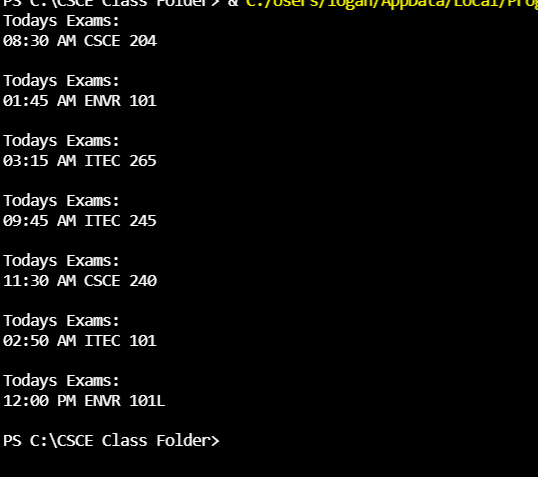 PS C:\CSCE Class Folder> & C:/Users/logan/AppData/Local/Prog
Todays Exams:
08:30 AM CSCE 204
Todays Exams:
01:45 AM ENVR 101
Todays Exams:
03:15 AM ITEC 265
Todays Exams:
09:45 AM ITEC 245
Todays Exams:
11:30 AM CSCE 240
Todays Exams:
02:50 AM ITEC 101
Todays Exams:
12:00 PM ENVR 101L
PS C:\CSCE Class Folder>